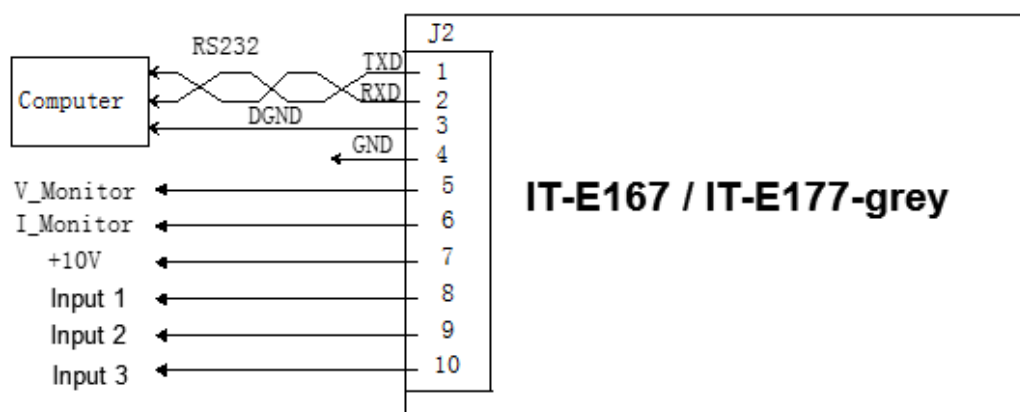 J2
RS232
TXD 1
Computer
RXD 2
DGND 3
GND 4
V_Monitor 5
I_Monitor 6
+10V 7
Input 1 8
Input 2 9
Input 3 10
IT-E167 / IT-E177-grey